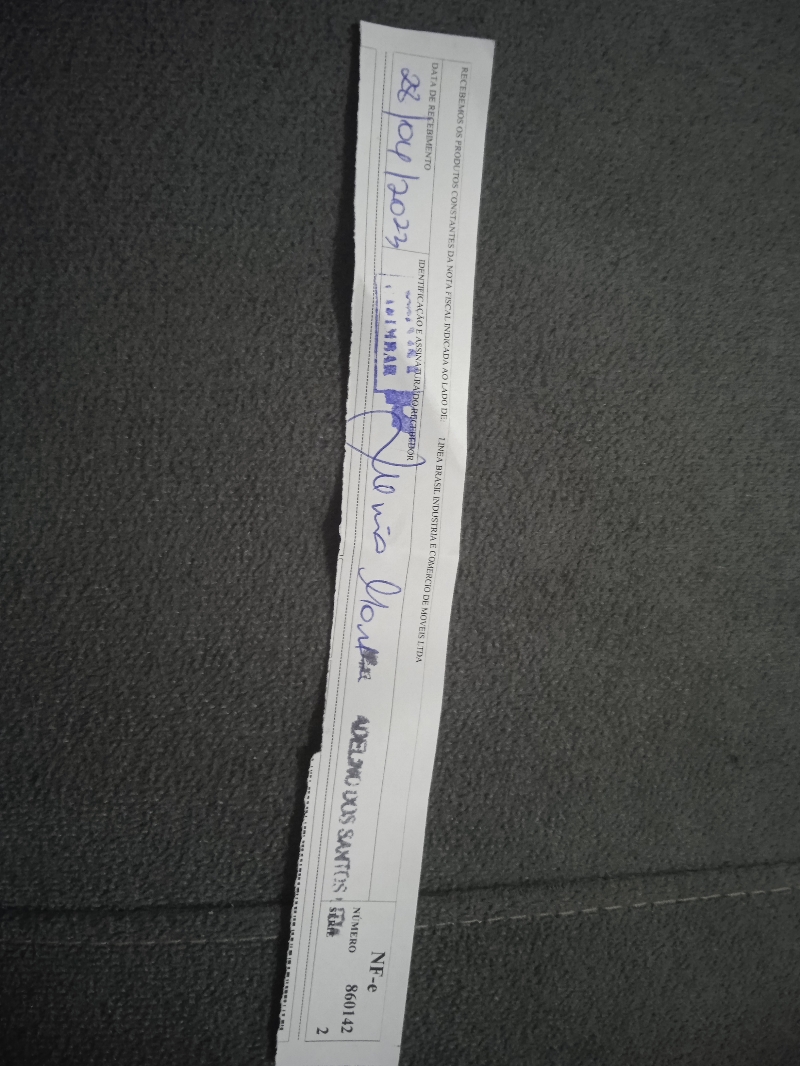 RECEBEMOS OS PRODUTOS CONSTANTES DA NOTA FISCAL INDICADA AO LADO DE LINEA BRASIL INDUSTRIA E COMERCIO DE MOVEIS LTDA
DATA DE RECEBIMENTO
28/04/2023
IDENTIFICAÇÃO E ASSINATURA DO RECEBEDOR
ADELINO DOS SANTOS LTDA
NF-e
NÚMERO 860142
SÉRIE 2